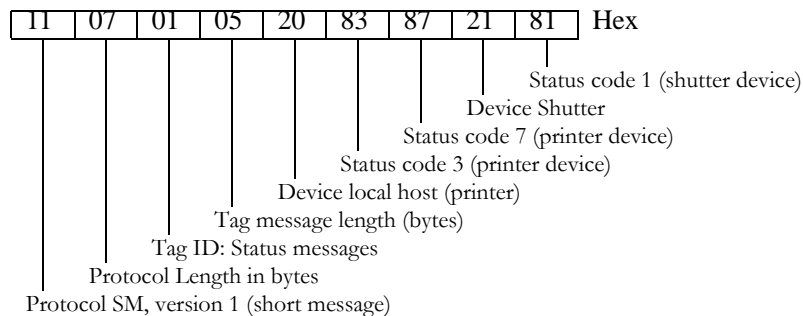 11 07 01 05 20 83 87 21 81 Hex
Status code 1 (shutter device)
Device Shutter
Status code 7 (printer device)
Status code 3 (printer device)
Device local host (printer)
Tag message length (bytes)
Tag ID: Status messages
Protocol Length in bytes
Protocol SM, version 1 (short message)